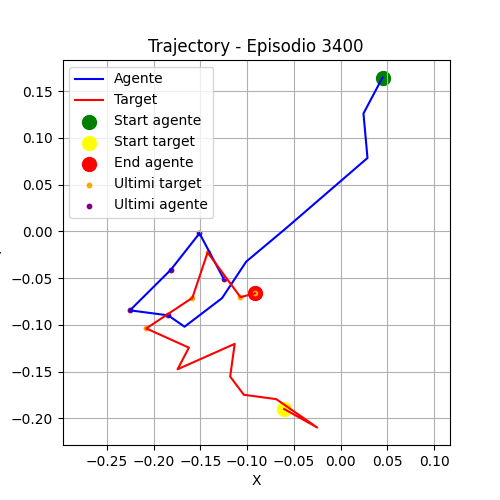 Trajectory - Episodio 3400
Agente
Target
Start agente
Start target
End agente
Ultimi target
Ultimi agente
0.15
0.10
0.05
0.00
−0.05
−0.10
−0.15
−0.20
−0.25 −0.20 −0.15 −0.10 −0.05 0.00 0.05 0.10
X